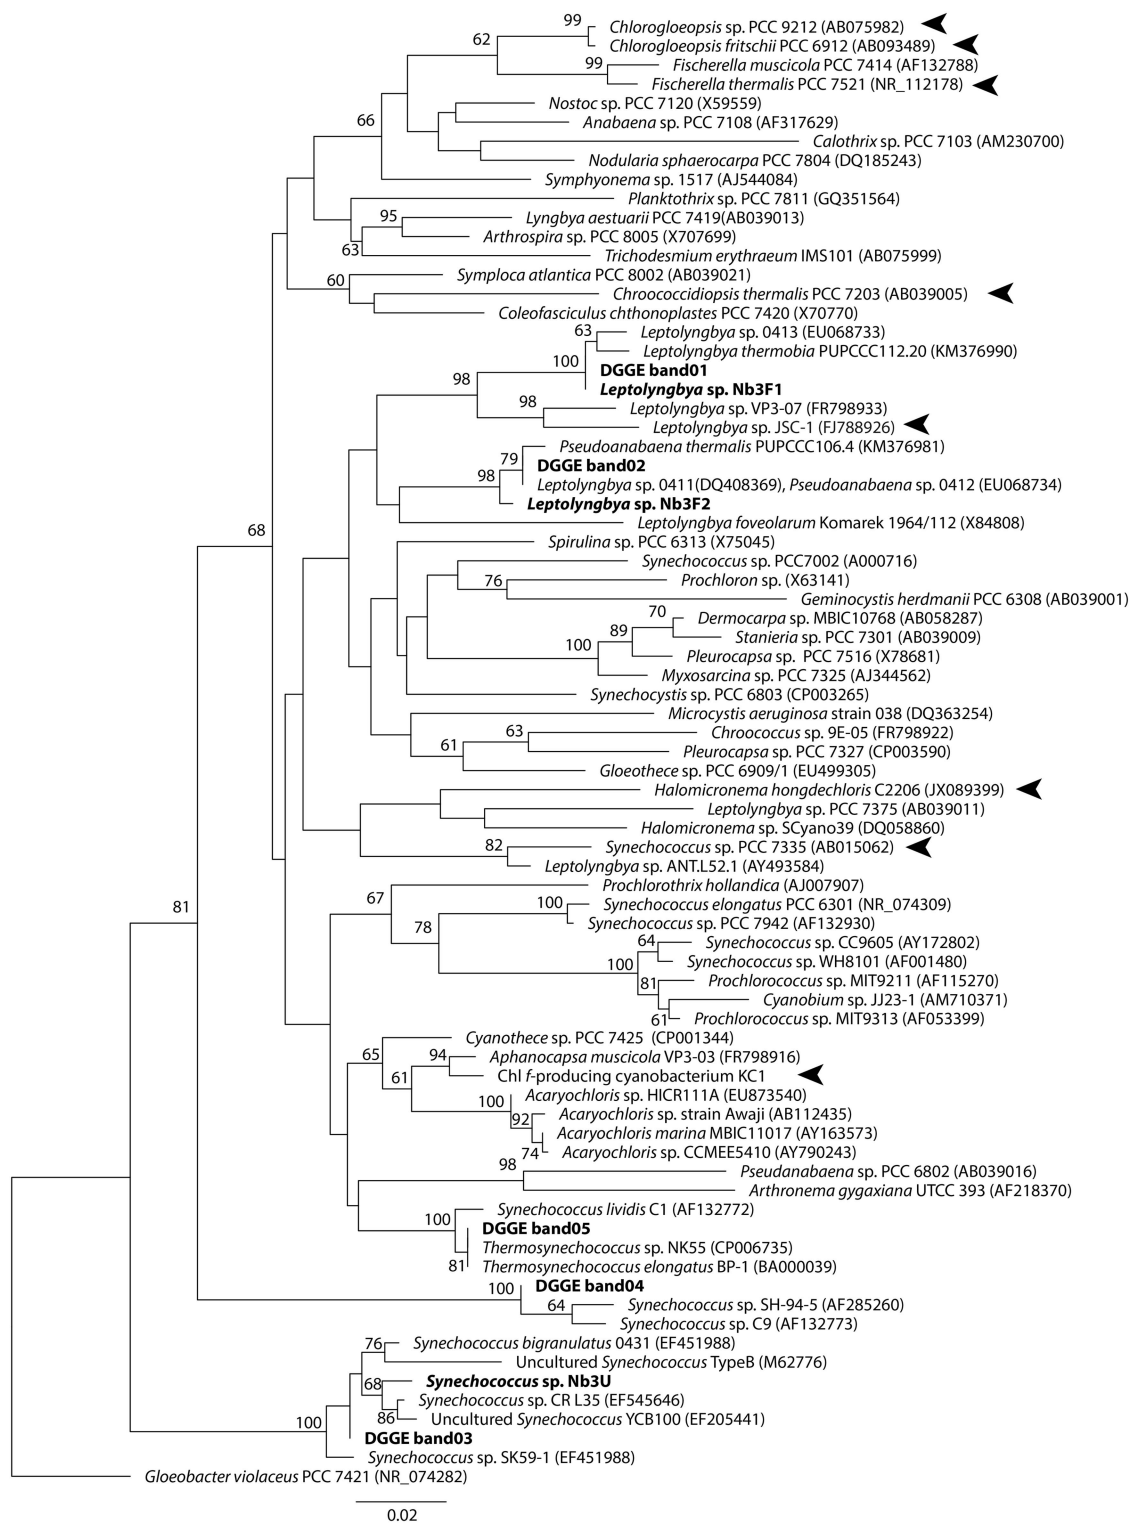 99
Chlorogloeopsis sp. PCC 9212 (AB075982)
Chlorogloeopsis fritschii PCC 6912 (AB093489)
62
99
Fischerella muscicola PCC 7414 (AF132788)
Fischerella thermalis PCC 7521 (NR_112178)
Nostoc sp. PCC 7120 (X59559)
66
Anabaena sp. PCC 7108 (AF317629)
Calothrix sp. PCC 7103 (AM230700)
Nodularia sphaerocarpa PCC 7804 (DQ185243)
Symphyonema sp. 1517 (AJ544084)
Planktothrix sp. PCC 7811 (GQ351564)
95
Lyngbya aestuarii PCC 7419(AB039013)
Arthrospira sp. PCC 8005 (X707699)
63
Trichodesmium erythraeum IMS101 (AB075999)
Symploca atlantica PCC 8002 (AB039021)
60
Chroococcidiopsis thermalis PCC 7203 (AB039005)
Coleofasciculus chthonoplastes PCC 7420 (X70770)
63
Leptolyngbya sp. 0413 (EU068733)
Leptolyngbya thermobia PUPCCC112.20 (KM376990)
100
DGGE band01
98
Leptolyngbya sp. Nb3F1
98
Leptolyngbya sp. VP3-07 (FR798933)
Leptolyngbya sp. JSC-1 (FJ788926)
Pseudoanabaena thermalis PUPCCC106.4 (KM376981)
79
DGGE band02
98
Leptolyngbya sp. 0411(DQ408369), Pseudoanabaena sp. 0412 (EU068734)
Leptolyngbya sp. Nb3F2
Leptolyngbya foveolarum Komarek 1964/112 (X84808)
68
Spirulina sp. PCC 6313 (X75045)
Synechococcus sp. PCC7002 (A000716)
76
Prochloron sp. (X63141)
Geminocystis herdmanii PCC 6308 (AB039001)
70
Dermocarpa sp. MBIC10768 (AB058287)
89
Stanieria sp. PCC 7301 (AB039009)
100
Pleurocapsa sp. PCC 7516 (X78681)
Myxosarcina sp. PCC 7325 (AJ344562)
Synechocystis sp. PCC 6803 (CP003265)
Microcystis aeruginosa strain 038 (DQ363254)
63
Chroococcus sp. 9E-05 (FR798922)
61
Pleurocapsa sp. PCC 7327 (CP003590)
Gloeothece sp. PCC 6909/1 (EU499305)
Halomicronema hongdechloris C2206 (JX089399)
Leptolyngbya sp. PCC 7375 (AB039011)
Halomicronema sp. SCyano39 (DQ058860)
82
Synechococcus sp. PCC 7335 (AB015062)
Leptolyngbya sp. ANT.L52.1 (AY493584)
Prochlorothrix hollandica (AJ007907)
67
81
100
Synechococcus elongatus PCC 6301 (NR_074309)
78
Synechococcus sp. PCC 7942 (AF132930)
64
Synechococcus sp. CC9605 (AY172802)
100
Synechococcus sp. WH8101 (AF001480)
81
Prochlorococcus sp. MIT9211 (AF115270)
Cyanobium sp. JJ23-1 (AM710371)
61
Prochlorococcus sp. MIT9313 (AF053399)
Cyanothece sp. PCC 7425 (CP001344)
65
94
Aphanocapsa muscicola VP3-03 (FR798916)
61
Chl f-producing cyanobacterium KC1
100
Acaryochloris sp. HICR111A (EU873540)
92
Acaryochloris sp. strain Awaji (AB112435)
Acaryochloris marina MBIC11017 (AY163573)
74
Acaryochloris sp. CCMEE5410 (AY790243)
98
Pseudanabaena sp. PCC 6802 (AB039016)
Arthronema gygaxiana UTCC 393 (AF218370)
Synechococcus lividis C1 (AF132772)
100
DGGE band05
Thermosynechococcus sp. NK55 (CP006735)
81
Thermosynechococcus elongatus BP-1 (BA000039)
100
DGGE band04
64
Synechococcus sp. SH-94-5 (AF285260)
Synechococcus sp. C9 (AF132773)
76
Synechococcus bigranulatus 0431 (EF451988)
Uncultured Synechococcus TypeB (M62776)
68
Synechococcus sp. Nb3U
Synechococcus sp. CR L35 (EF545646)
86
Uncultured Synechococcus YCB100 (EF205441)
100
DGGE band03
Synechococcus sp. SK59-1 (EF451988)
Gloeobacter violaceus PCC 7421 (NR_074282)
0.02